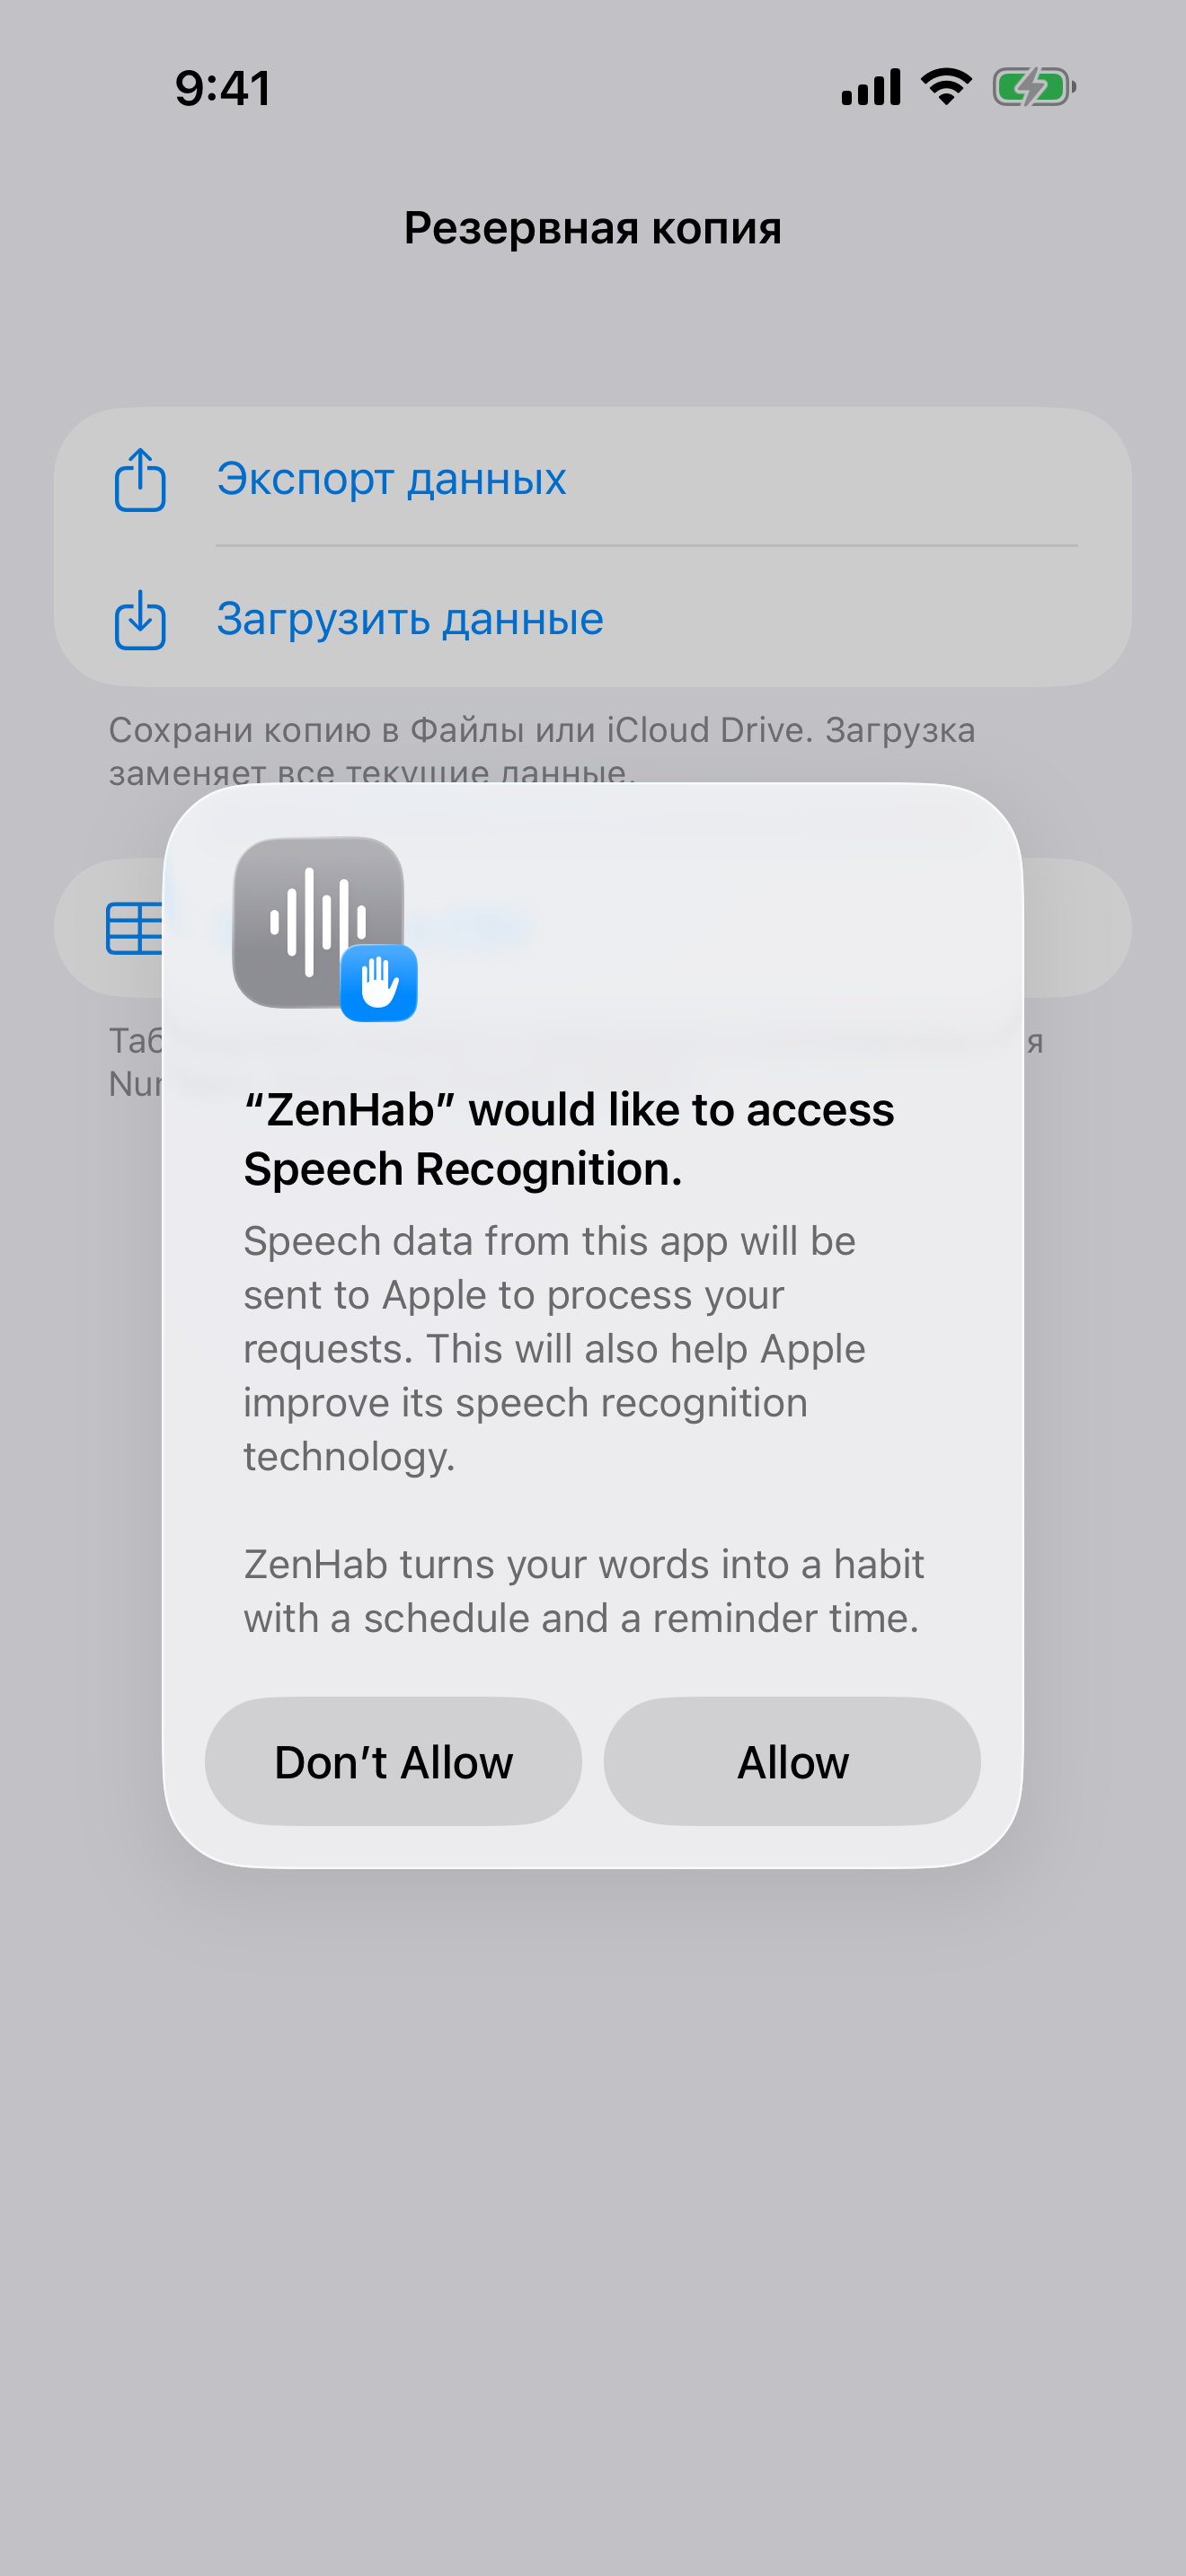 9:41
Резервная копия
Экспорт данных
Загрузить данные
Сохрани копию в Файлы или iCloud Drive. Загрузка
заменяет все текущие данные.
я
“ZenHab” would like to access
Speech Recognition.
Speech data from this app will be
sent to Apple to process your
requests. This will also help Apple
improve its speech recognition
technology.
ZenHab turns your words into a habit
with a schedule and a reminder time.
Don’t Allow
Allow